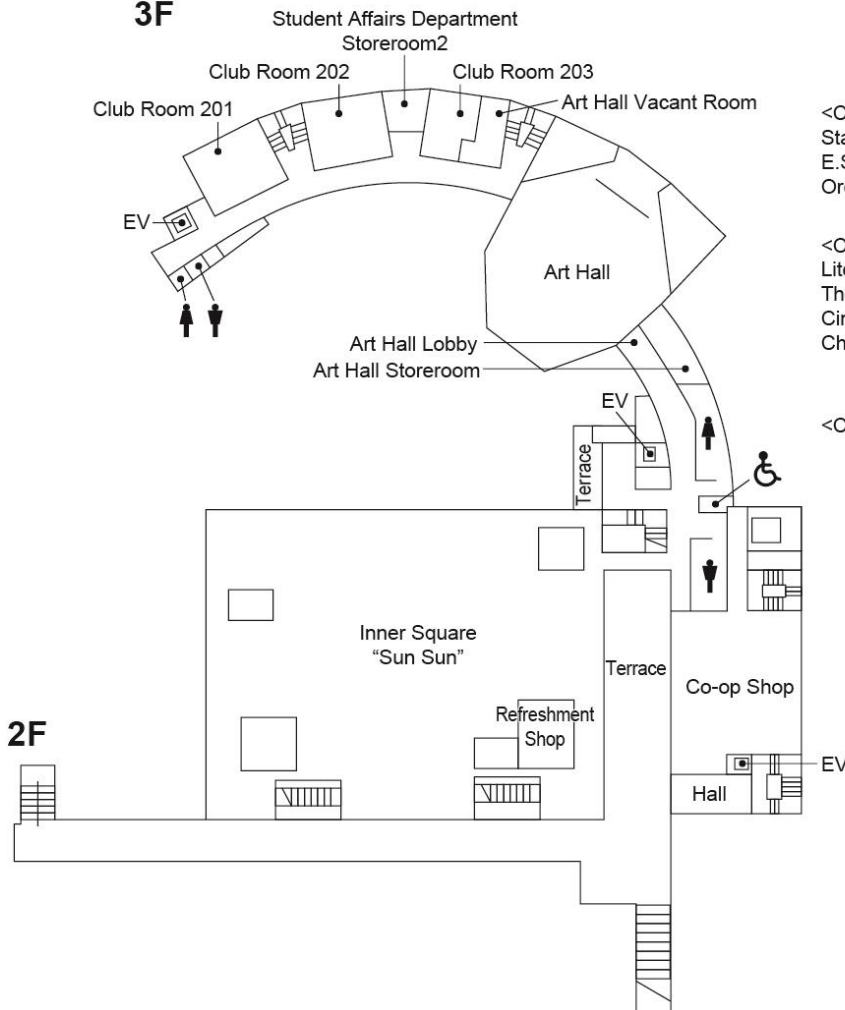 3F
Student Affairs Department
Storeroom2
Club Room 202
Club Room 203
Club Room 201
Art Hall Vacant Room
EV
Art Hall
Art Hall Lobby
Art Hall Storeroom
EV
Terrace
Inner Square
“Sun Sun”
Terrace
Co-op Shop
Refreshment
Shop
2F
EV
Hall